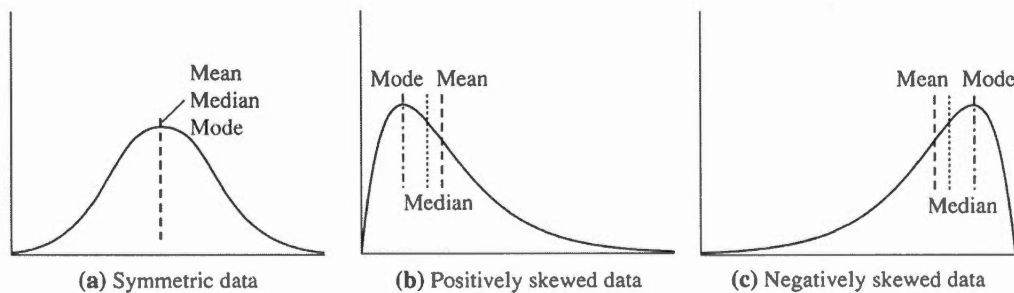 Mean
Median
Mode
(a) Symmetric data
Mode Mean
Median
(b) Positively skewed data
Mean Mode
Median
(c) Negatively skewed data